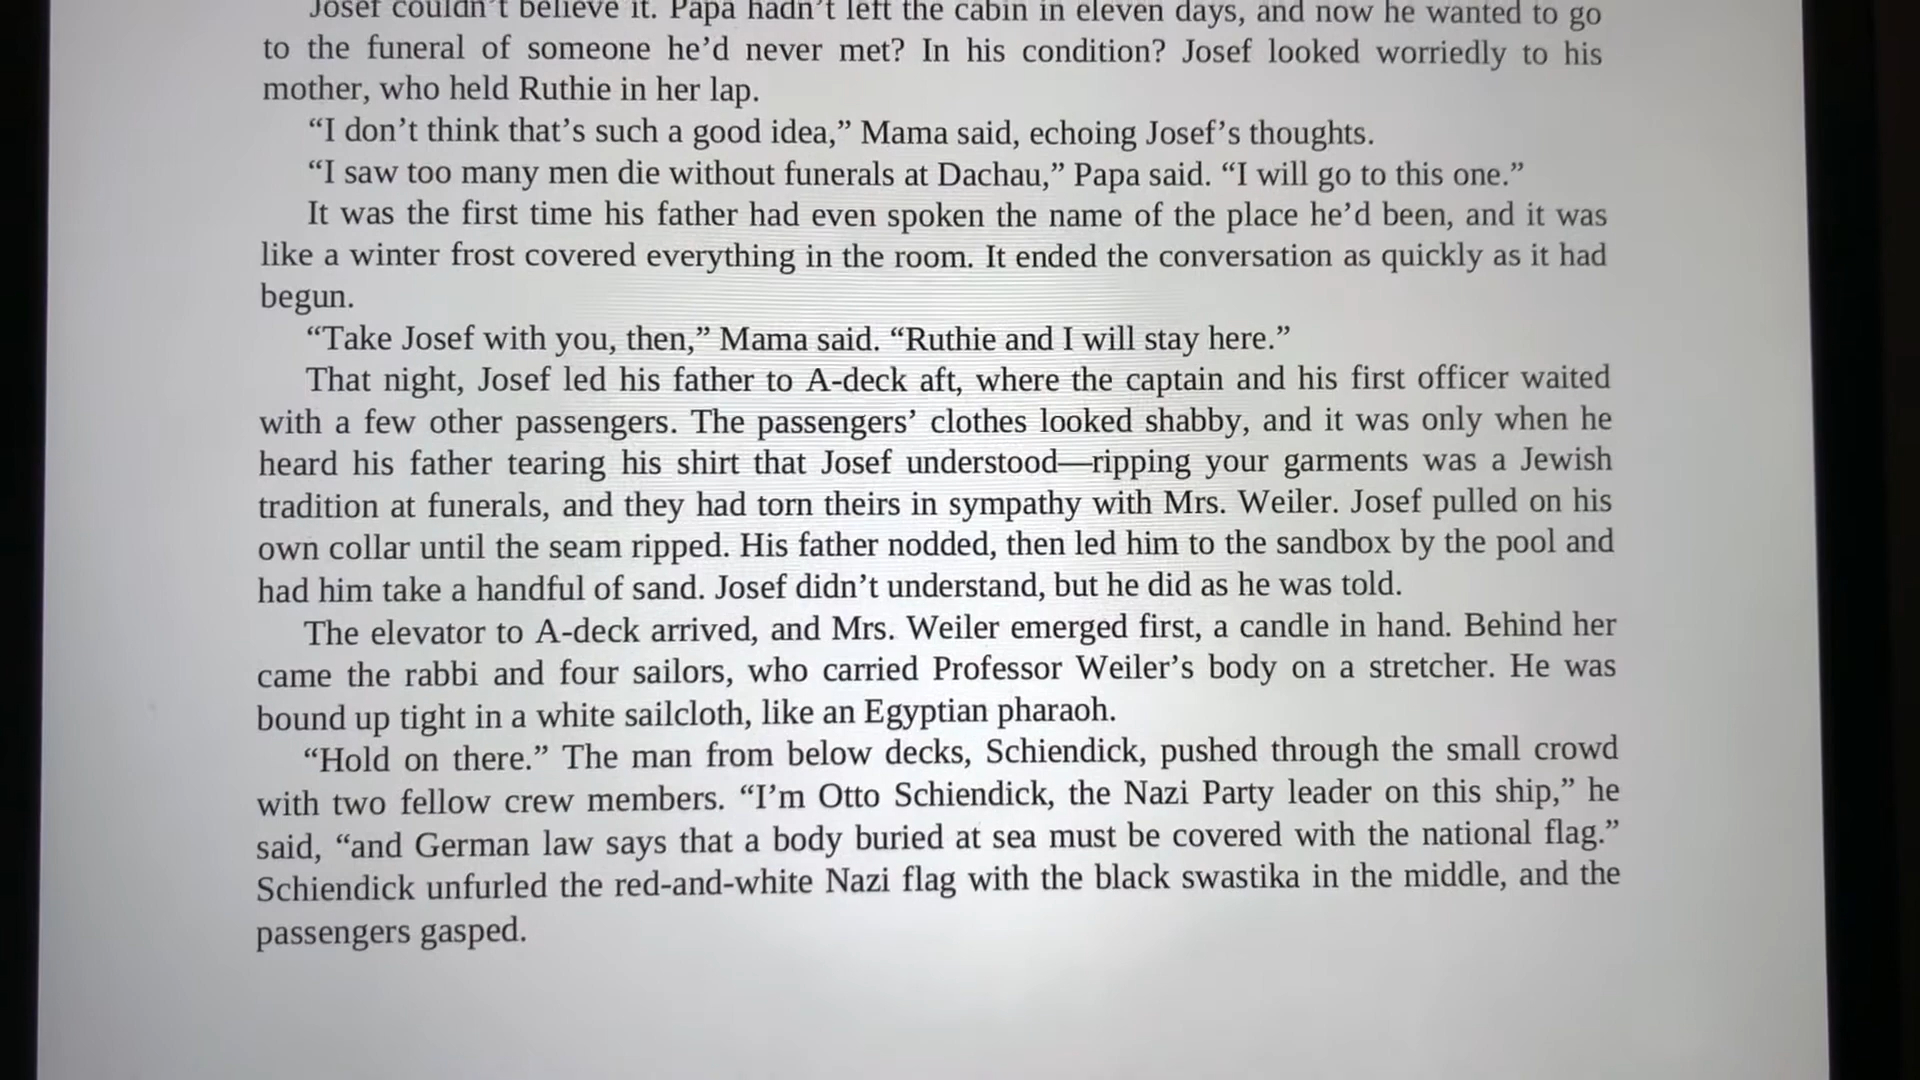 Josef couldn’t believe it. Papa hadn’t left the cabin in eleven days, and now he wanted to go
to the funeral of someone he’d never met? In his condition? Josef looked worriedly to his
mother, who held Ruthie in her lap.
“I don’t think that’s such a good idea,” Mama said, echoing Josef’s thoughts.
“I saw too many men die without funerals at Dachau,” Papa said. “I will go to this one.”
It was the first time his father had even spoken the name of the place he’d been, and it was
like a winter frost covered everything in the room. It ended the conversation as quickly as it had
begun.
“Take Josef with you, then,” Mama said. “Ruthie and I will stay here.”
That night, Josef led his father to A-deck aft, where the captain and his first officer waited
with a few other passengers. The passengers’ clothes looked shabby, and it was only when he
heard his father tearing his shirt that Josef understood—ripping your garments was a Jewish
tradition at funerals, and they had torn theirs in sympathy with Mrs. Weiler. Josef pulled on his
own collar until the seam ripped. His father nodded, then led him to the sandbox by the pool and
had him take a handful of sand. Josef didn’t understand, but he did as he was told.
The elevator to A-deck arrived, and Mrs. Weiler emerged first, a candle in hand. Behind her
came the rabbi and four sailors, who carried Professor Weiler’s body on a stretcher. He was
bound up tight in a white sailcloth, like an Egyptian pharaoh.
“Hold on there.” The man from below decks, Schiendick, pushed through the small crowd
with two fellow crew members. “I’m Otto Schiendick, the Nazi Party leader on this ship,” he
said, “and German law says that a body buried at sea must be covered with the national flag.”
Schiendick unfurled the red-and-white Nazi flag with the black swastika in the middle, and the
passengers gasped.